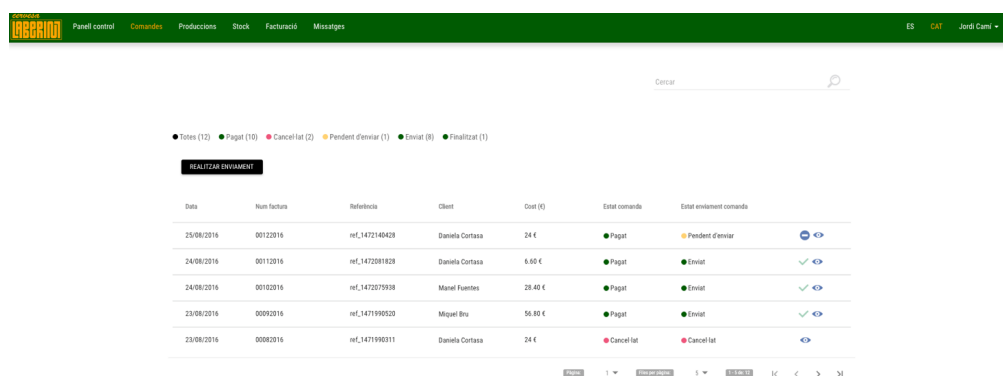 cervesa
LABERINT
Panell control Comandes Produccions Stock Facturació Missatges ES CAT Jordi Camí
Cercar
Totes (12) Pagat (10) Cancel·lat (2) Pendent d'enviar (1) Enviat (8) Finalitzat (1)
REALITZAR ENVIAMENT
Data Num factura Referència Client Cost (€) Estat comanda Estat enviament comanda
25/08/2016 00122016 ref_1472140428 Daniela Cortasa 24 € Pagat Pendent d'enviar
24/08/2016 00112016 ref_1472081828 Daniela Cortasa 6.60 € Pagat Enviat
24/08/2016 00102016 ref_1472075938 Manel Fuentes 28.40 € Pagat Enviat
23/08/2016 00092016 ref_1471990520 Miquel Bru 56.80 € Pagat Enviat
23/08/2016 00082016 ref_1471990311 Daniela Cortasa 24 € Cancel·lat Cancel·lat
Pàgina 1 Files per pàgina 5 1 - 5 de 12